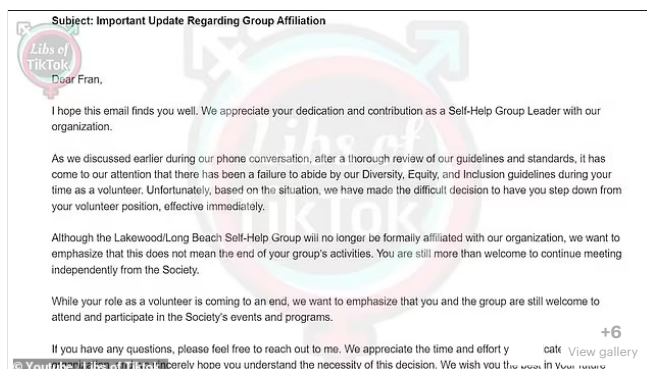 Subject: Important Update Regarding Group Affiliation
Libs of
TikTok
Dear Fran,
I hope this email finds you well. We appreciate your dedication and contribution as a Self-Help Group Leader with our
organization.
As we discussed earlier during our phone conversation, after a thorough review of our guidelines and standards, it has
come to our attention that there has been a failure to abide by our Diversity, Equity, and Inclusion guidelines during your
time as a volunteer. Unfortunately, based on the situation, we have made the difficult decision to have you step down from
your volunteer position, effective immediately.
Libs of
TikTok
Although the Lakewood/Long Beach Self-Help Group will no longer be formally affiliated with our organization, we want to
emphasize that this does not mean the end of your group's activities. You are still more than welcome to continue meeting
independently from the Society.
While your role as a volunteer is coming to an end, we want to emphasize that you and the group are still welcome to
attend and participate in the Society's events and programs.
+6
View gallery
If you have any questions, please feel free to reach out to me. We appreciate the time and effort y cate
sincerely hope you understand the necessity of this decision. We wish you the best in your future
© Youtube / Libs of Tiktok